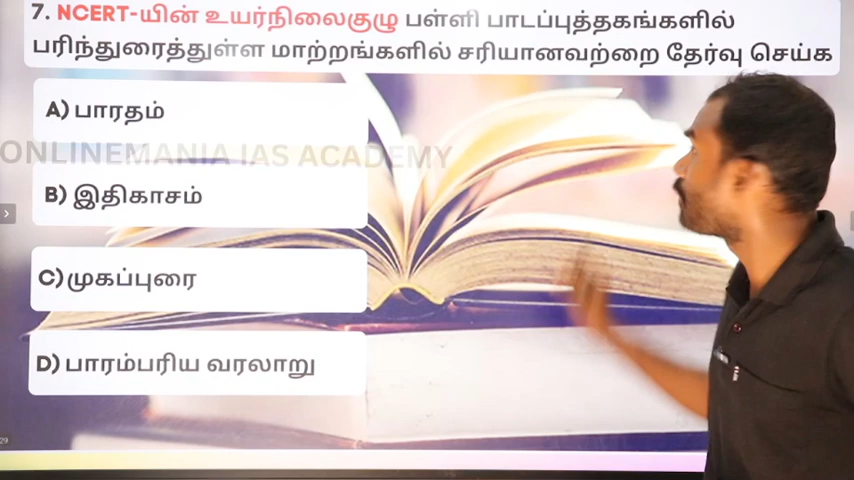 7. NCERT-யின் உயர்நிலைகுழு பள்ளி பாடப்புத்தகங்களில்
பரிந்துரைத்துள்ள மாற்றங்களில் சரியானவற்றை தேர்வு செய்க
A) பாரதம்
ONLINEMANIA IAS ACADEMY
B) இதிகாசம்
C) முகப்புரை
D) பாரம்பரிய வரலாறு
29